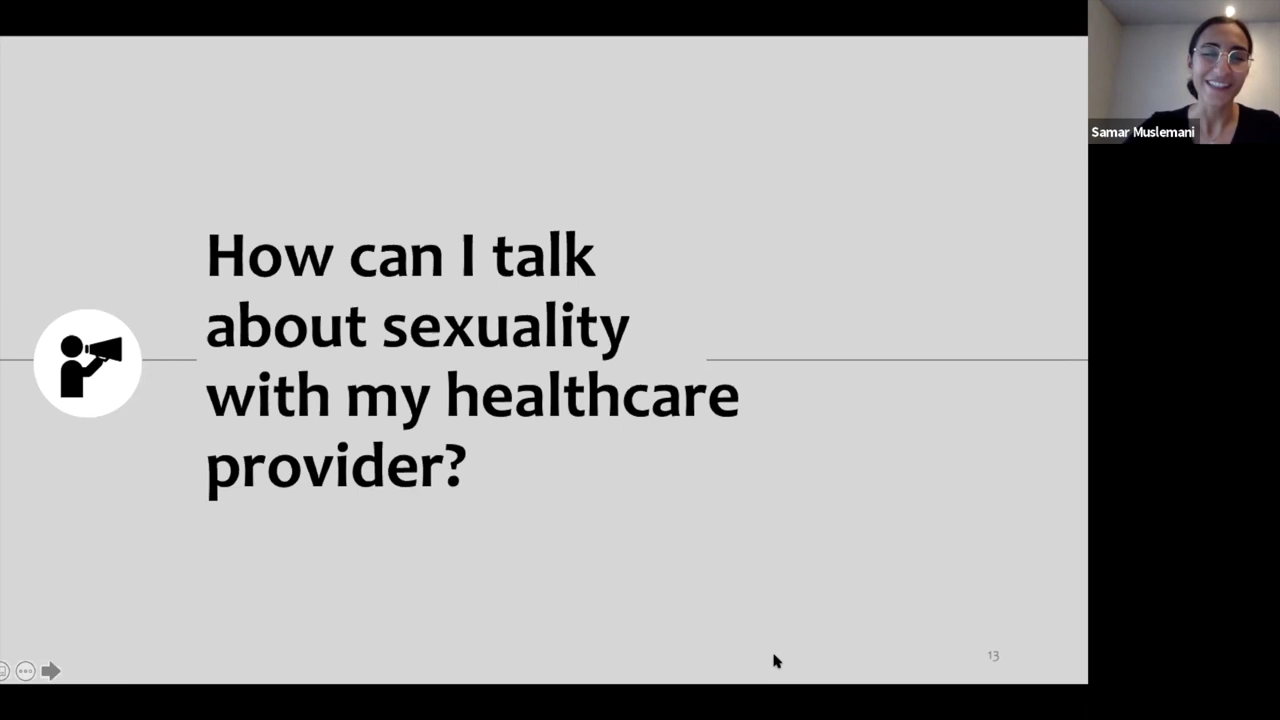 How can I talk
about sexuality
with my healthcare
provider?
13
Samar Muslemani